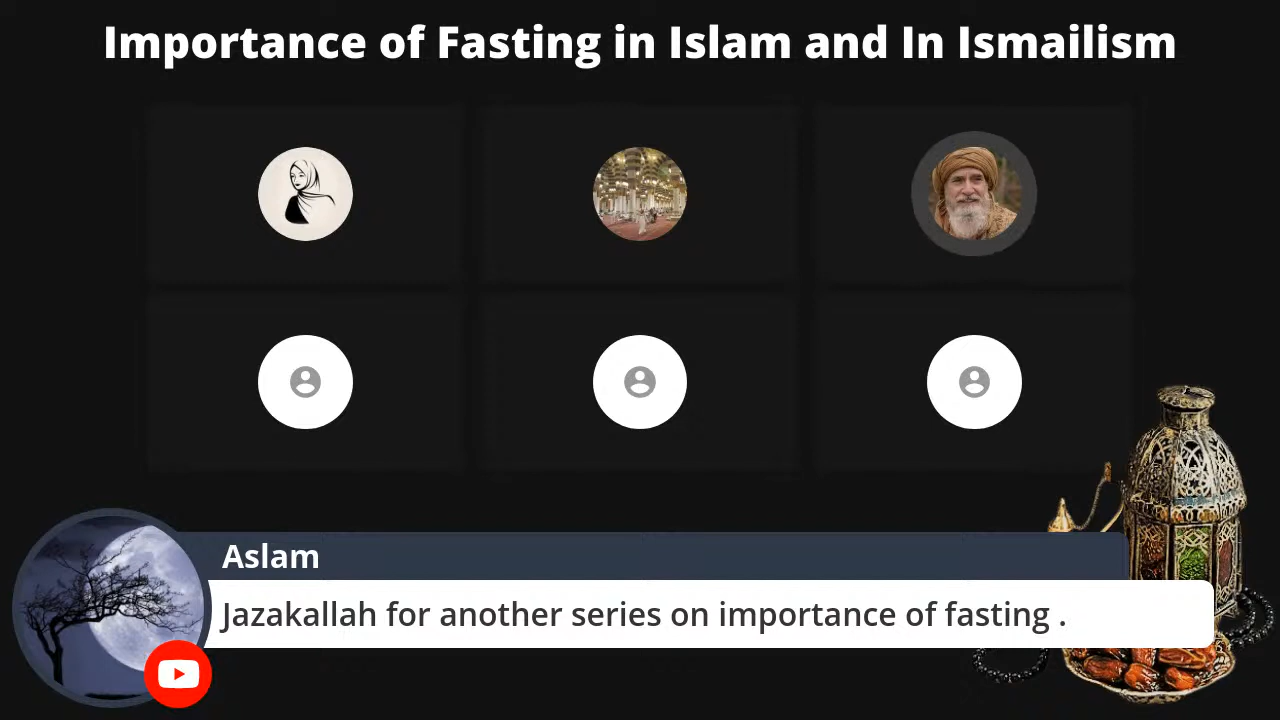 Importance of Fasting in Islam and In Ismailism
Aslam
Jazakallah for another series on importance of fasting .